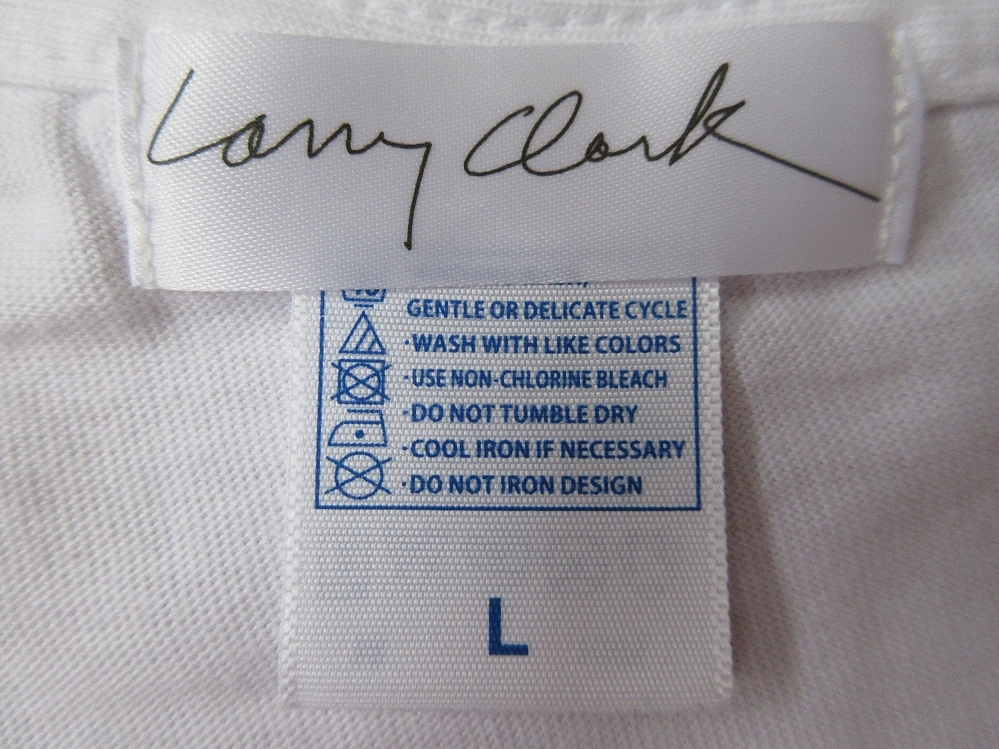 Larry Clark
GENTLE OR DELICATE CYCLE
·WASH WITH LIKE COLORS
·USE NON-CHLORINE BLEACH
·DO NOT TUMBLE DRY
·COOL IRON IF NECESSARY
·DO NOT IRON DESIGN
L